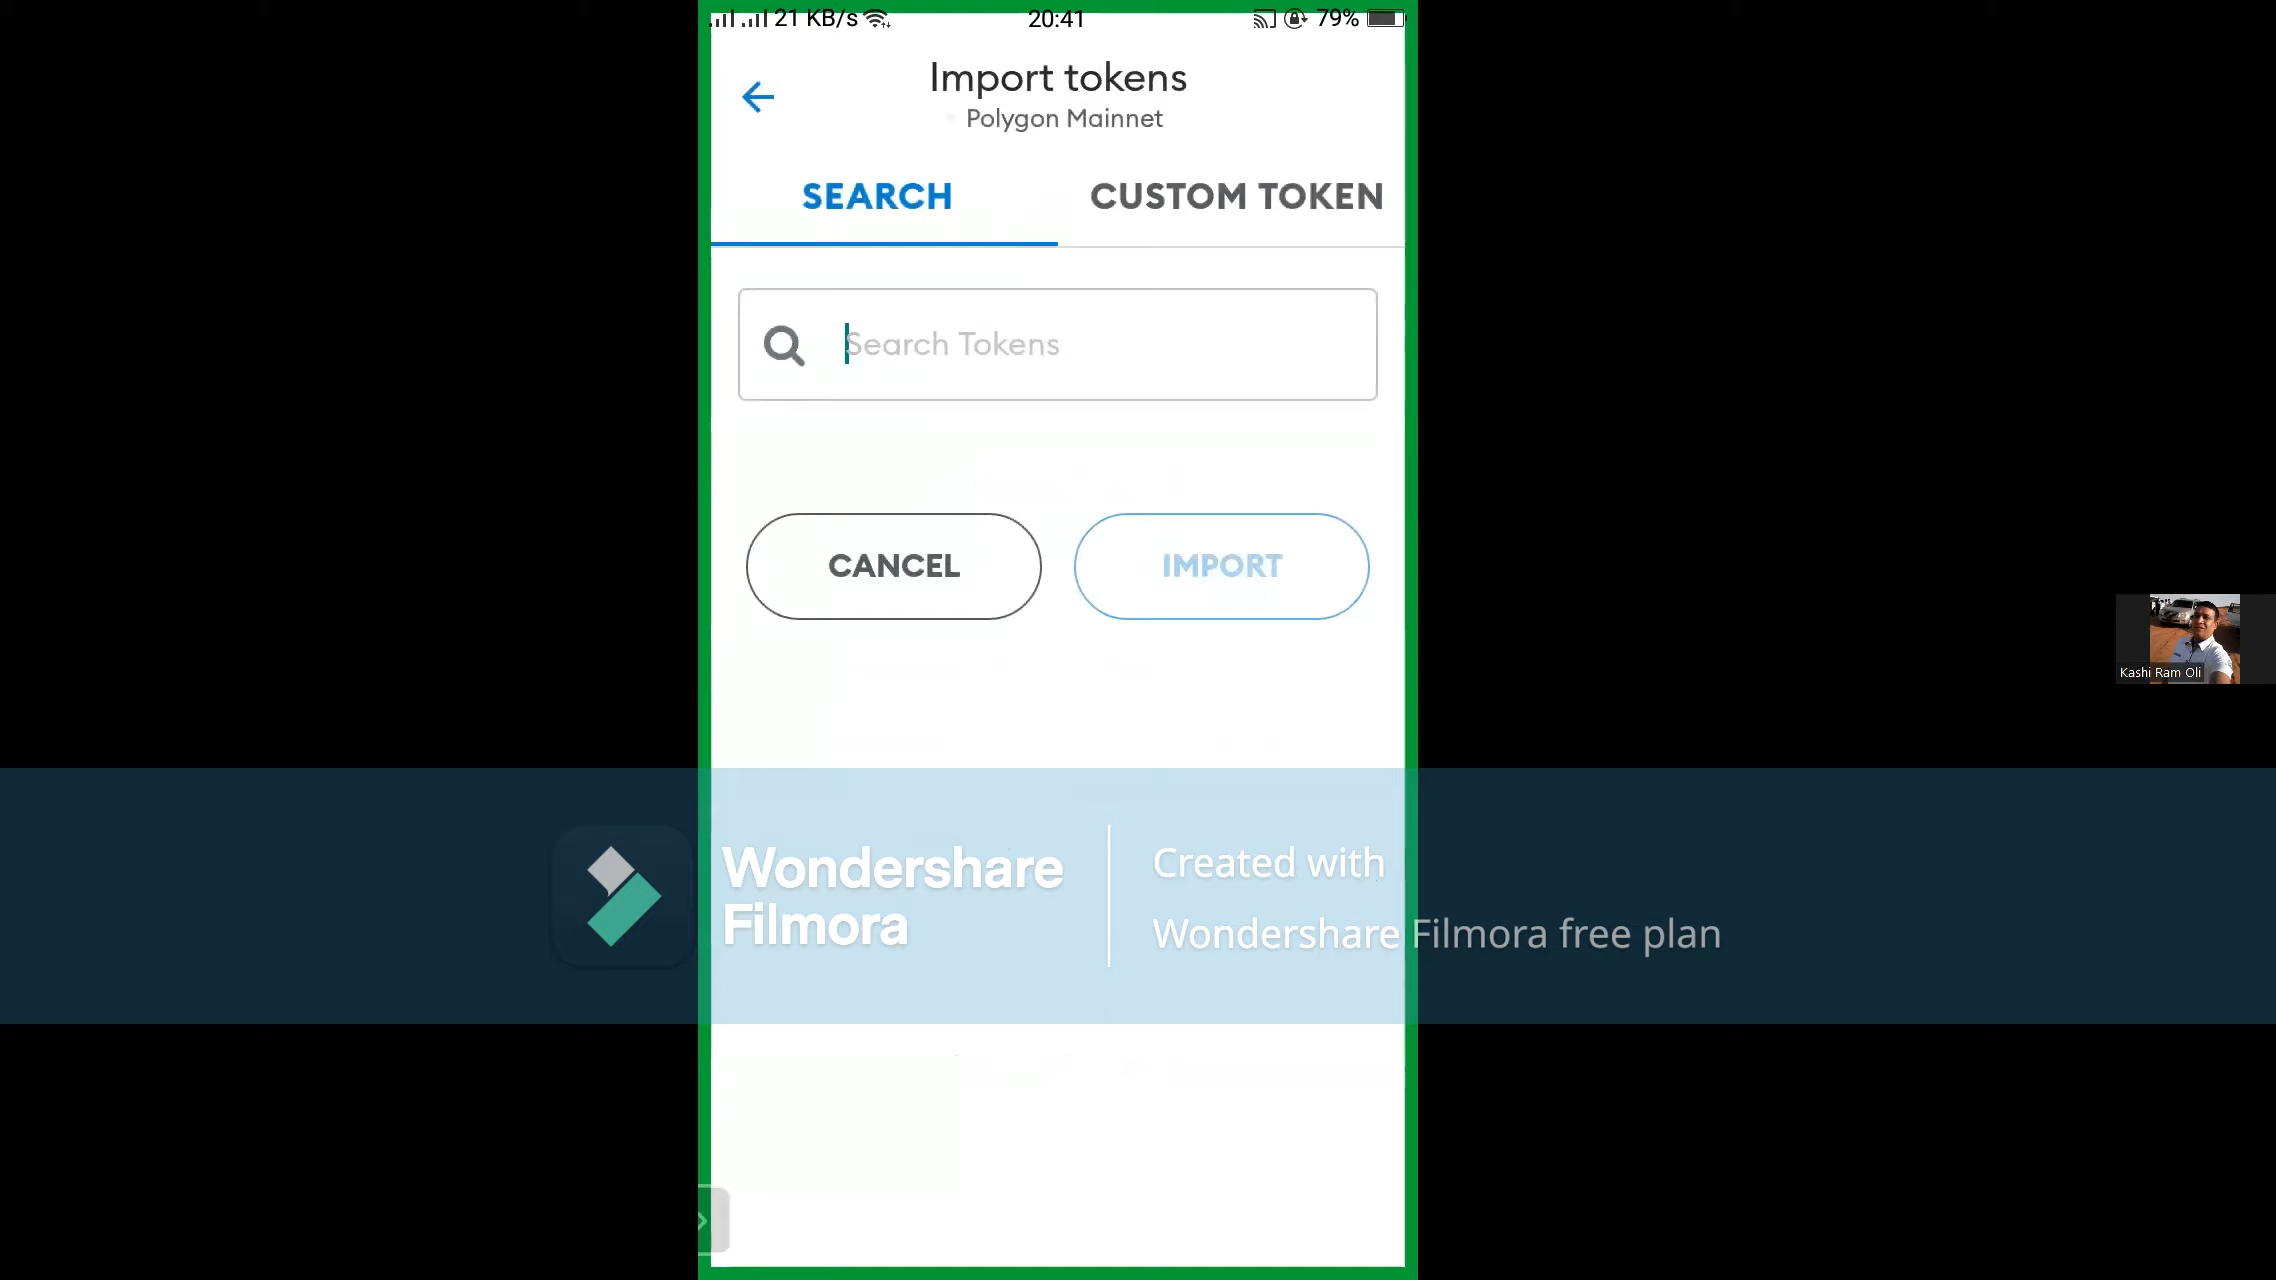 21 KB/s 20:41 79%
Import tokens
Polygon Mainnet
SEARCH CUSTOM TOKEN
Search Tokens
CANCEL IMPORT
Kashi Ram Oli
Wondershare
Filmora
Created with
Wondershare Filmora free plan